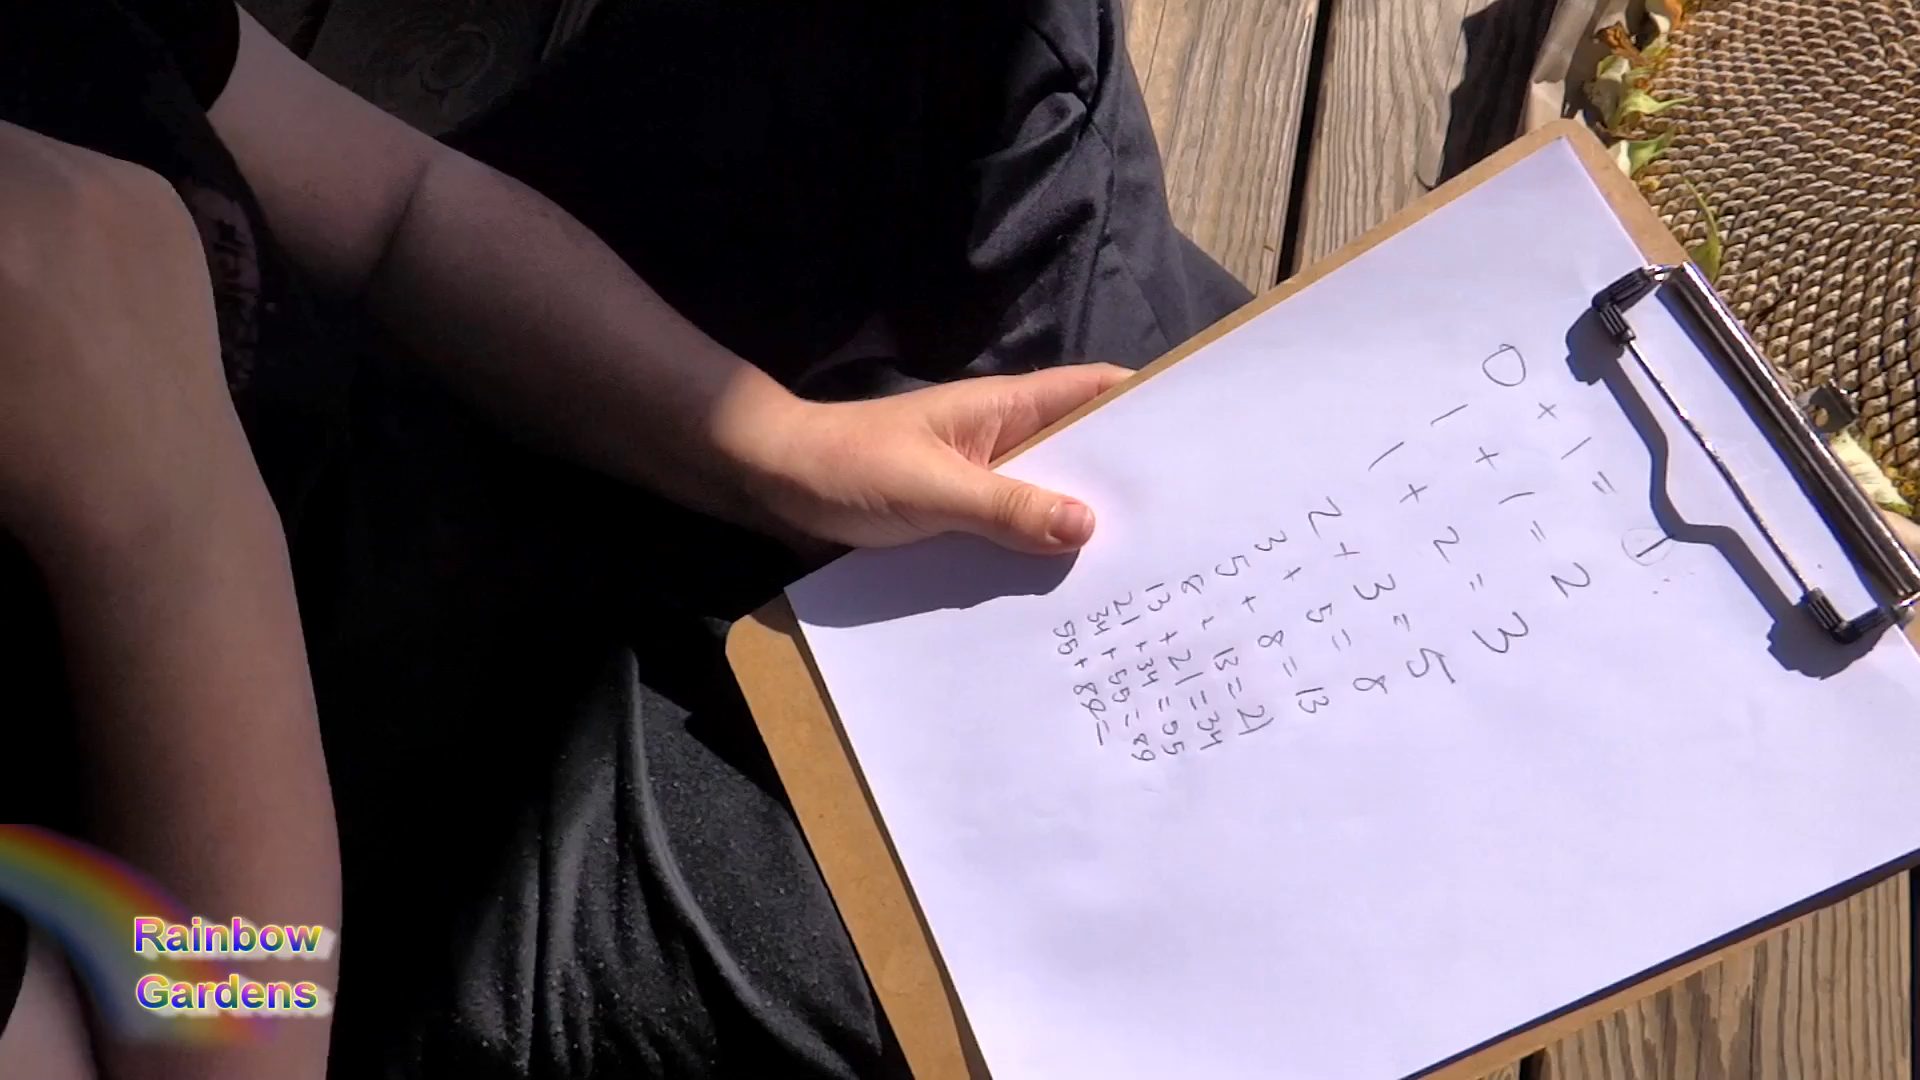 0 + 1 = 1
1 + 1 = 2
1 + 2 = 3
2 + 3 = 5
3 + 5 = 8
5 + 8 = 13
8 + 13 = 21
13 + 21 = 34
21 + 34 = 55
34 + 55 = 89
55 + 89 =
Rainbow
Gardens